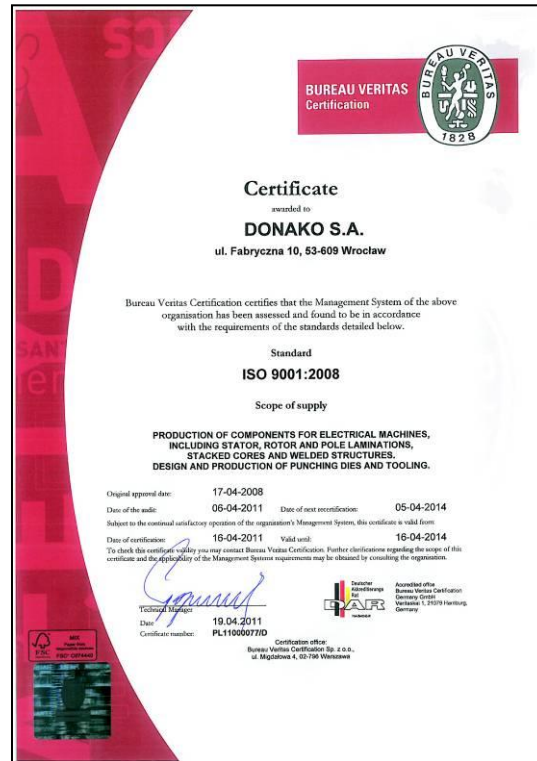 BUREAU VERITAS
Certification
BUREAU VERITAS
1828
Certificate
awarded to
DONAKO S.A.
ul. Fabryczna 10, 53-609 Wrocław
Bureau Veritas Certification certifies that the Management System of the above
organisation has been assessed and found to be in accordance
with the requirements of the standards detailed below.
Standard
ISO 9001:2008
Scope of supply
PRODUCTION OF COMPONENTS FOR ELECTRICAL MACHINES,
INCLUDING STATOR, ROTOR AND POLE LAMINATIONS,
STACKED CORES AND WELDED STRUCTURES.
DESIGN AND PRODUCTION OF PUNCHING DIES AND TOOLING.
Original approval date: 17-04-2008
Date of the audit: 06-04-2011 Date of next recertification: 05-04-2014
Subject to the continual satisfactory operation of the organisation's Management System, this certificate is valid from:
Date of certification: 16-04-2011 Valid until: 16-04-2014
To check this certificate validity you may contact Bureau Veritas Certification. Further clarifications regarding the scope of this
certificate and the applicability of the Management Systems requirements may be obtained by consulting the organisation.
Technical Manager
Date 19.04.2011
Certificate number: PL11000077/D
Deutscher
Akkreditierungs
Rat
DAR
Accredited office
Bureau Veritas Certification
Germany GmbH
Veritaskai 1, 21079 Hamburg,
Germany
Certification office:
Bureau Veritas Certification Sp. z o.o.,
ul. Migdałowa 4, 02-796 Warszawa
FSC
MIX